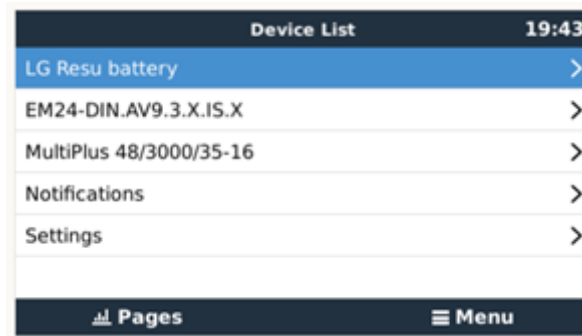 Device List 19:43
LG Resu battery
EM24-DIN.AV9.3.X.IS.X
MultiPlus 48/3000/35-16
Notifications
Settings
Pages Menu